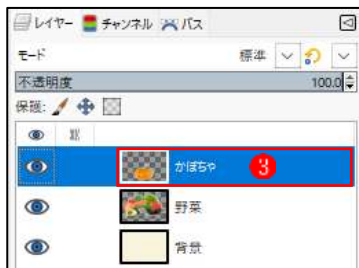 レイヤー チャンネル パス
モード 標準
不透明度 100.0
保護:
かぼちゃ 3
野菜
背景